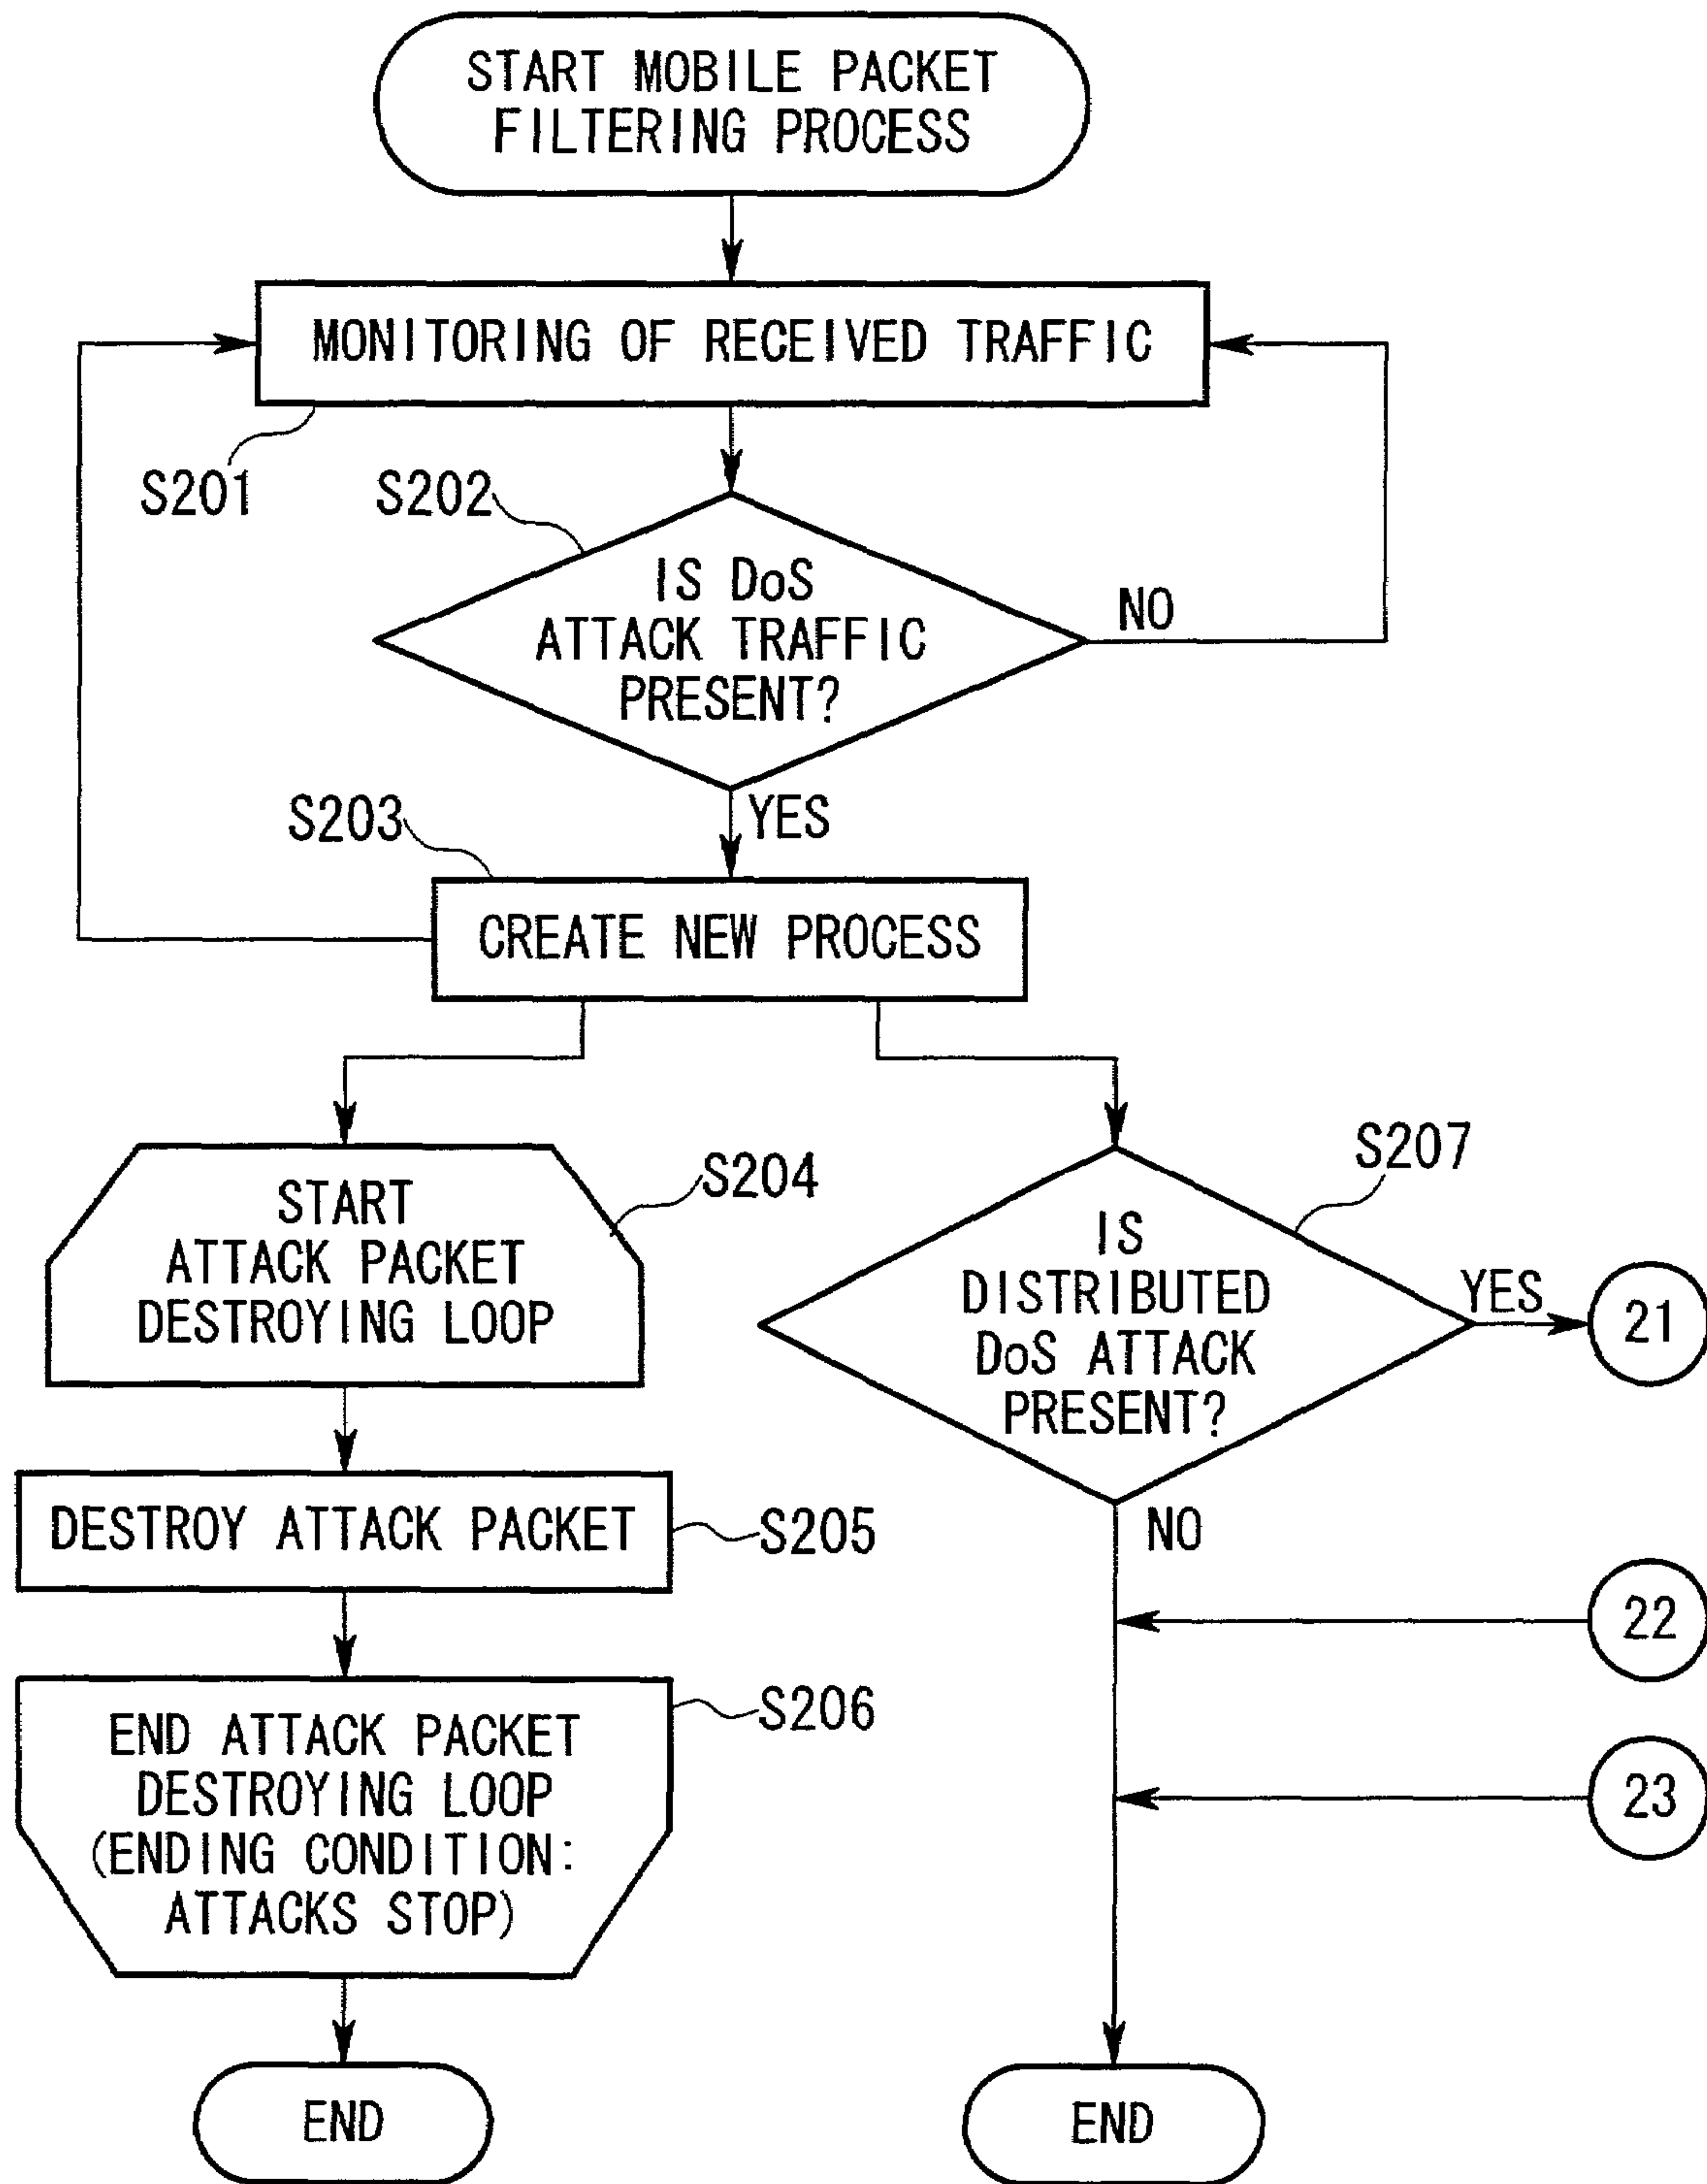 START MOBILE PACKET
FILTERING PROCESS
MONITORING OF RECEIVED TRAFFIC
S201
S202
IS DoS
ATTACK TRAFFIC
PRESENT?
NO
YES
S203
CREATE NEW PROCESS
START
ATTACK PACKET
DESTROYING LOOP
S204
DESTROY ATTACK PACKET
S205
END ATTACK PACKET
DESTROYING LOOP
(ENDING CONDITION:
ATTACKS STOP)
S206
END
S207
IS
DISTRIBUTED
DoS ATTACK
PRESENT?
YES
21
NO
22
23
END